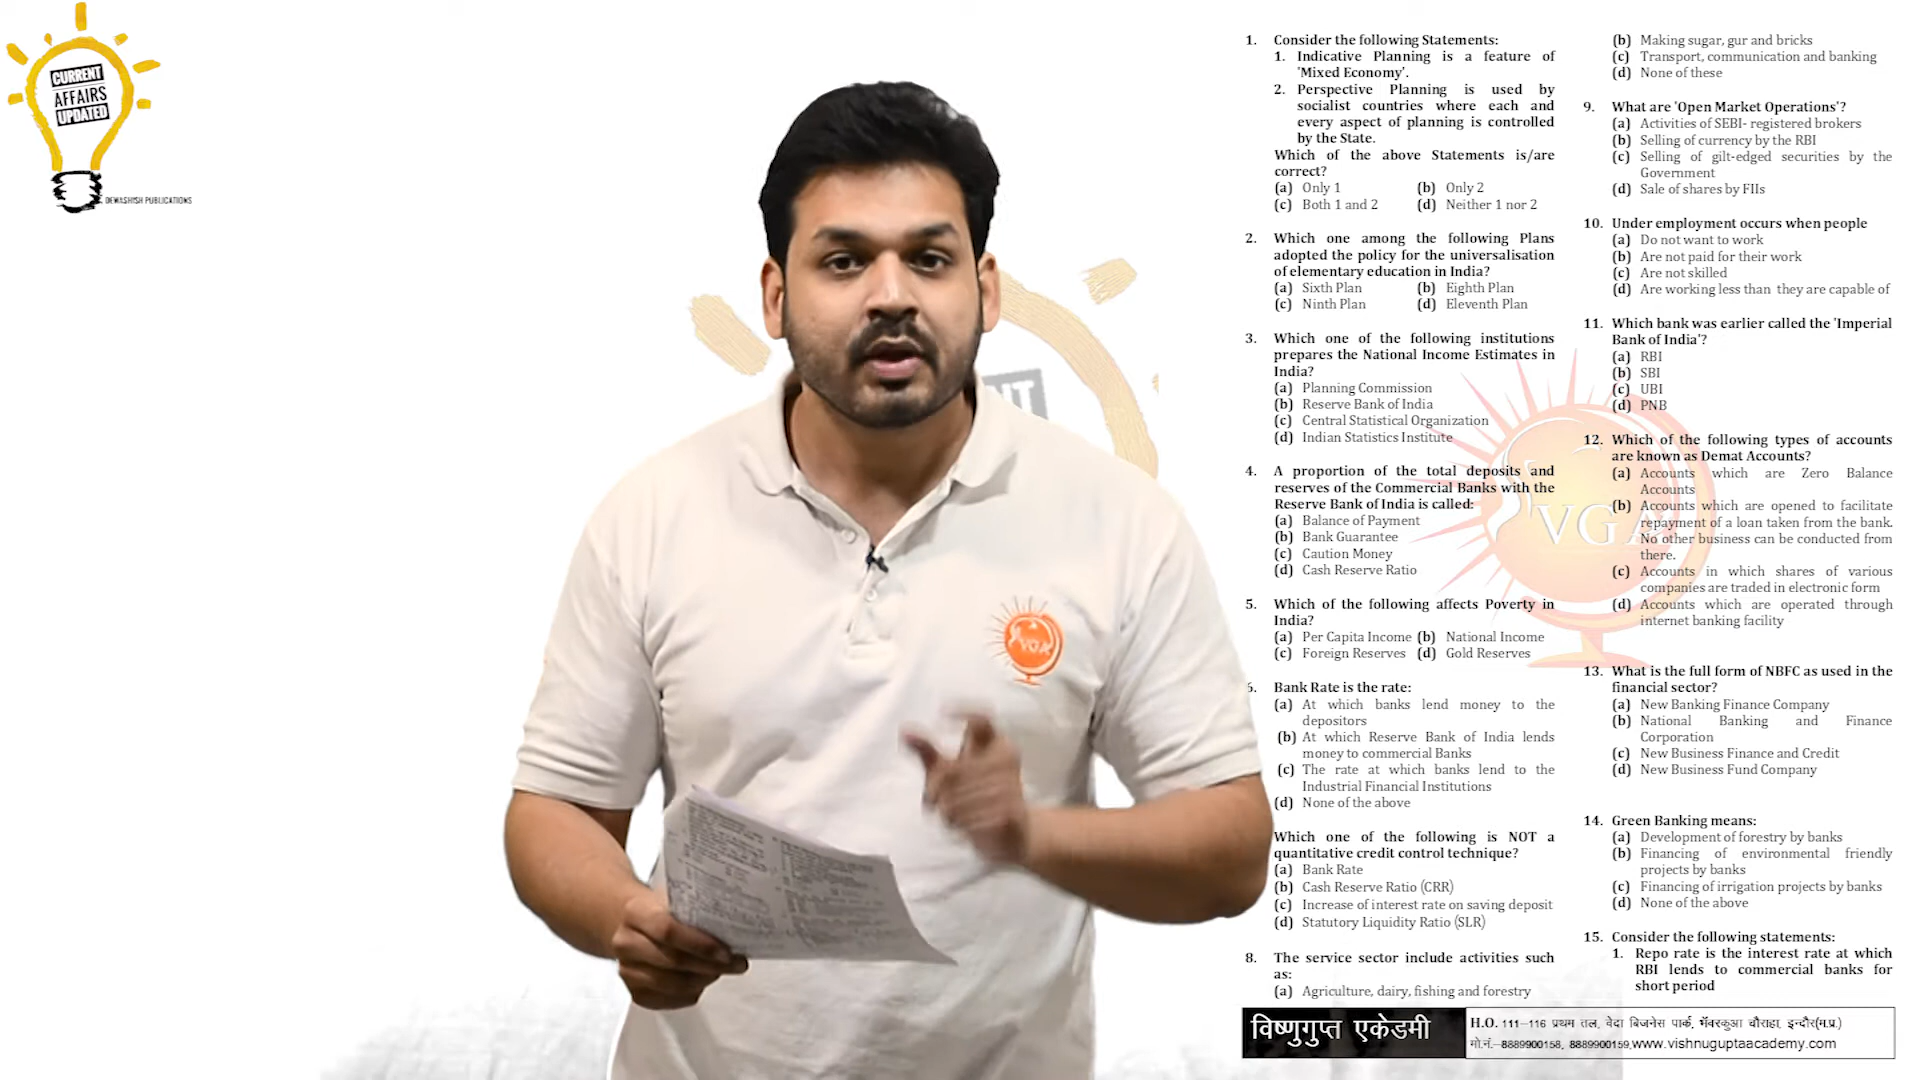 CURRENT
AFFAIRS
UPDATED
DEWASHISH PUBLICATIONS
NT
VGA
1. Consider the following Statements:
1. Indicative Planning is a feature of
'Mixed Economy'.
2. Perspective Planning is used by
socialist countries where each and
every aspect of planning is controlled
by the State.
Which of the above Statements is/are
correct?
(a) Only 1 (b) Only 2
(c) Both 1 and 2 (d) Neither 1 nor 2
2. Which one among the following Plans
adopted the policy for the universalisation
of elementary education in India?
(a) Sixth Plan (b) Eighth Plan
(c) Ninth Plan (d) Eleventh Plan
3. Which one of the following institutions
prepares the National Income Estimates in
India?
(a) Planning Commission
(b) Reserve Bank of India
(c) Central Statistical Organization
(d) Indian Statistics Institute
4. A proportion of the total deposits and
reserves of the Commercial Banks with the
Reserve Bank of India is called:
(a) Balance of Payment
(b) Bank Guarantee
(c) Caution Money
(d) Cash Reserve Ratio
5. Which of the following affects Poverty in
India?
(a) Per Capita Income (b) National Income
(c) Foreign Reserves (d) Gold Reserves
6. Bank Rate is the rate:
(a) At which banks lend money to the
depositors
(b) At which Reserve Bank of India lends
money to commercial Banks
(c) The rate at which banks lend to the
Industrial Financial Institutions
(d) None of the above
Which one of the following is NOT a
quantitative credit control technique?
(a) Bank Rate
(b) Cash Reserve Ratio (CRR)
(c) Increase of interest rate on saving deposit
(d) Statutory Liquidity Ratio (SLR)
8. The service sector include activities such
as:
(a) Agriculture, dairy, fishing and forestry
(b) Making sugar, gur and bricks
(c) Transport, communication and banking
(d) None of these
9. What are 'Open Market Operations'?
(a) Activities of SEBI- registered brokers
(b) Selling of currency by the RBI
(c) Selling of gilt-edged securities by the
Government
(d) Sale of shares by FIIs
10. Under employment occurs when people
(a) Do not want to work
(b) Are not paid for their work
(c) Are not skilled
(d) Are working less than they are capable of
11. Which bank was earlier called the 'Imperial
Bank of India'?
(a) RBI
(b) SBI
(c) UBI
(d) PNB
12. Which of the following types of accounts
are known as Demat Accounts?
(a) Accounts which are Zero Balance
Accounts
(b) Accounts which are opened to facilitate
repayment of a loan taken from the bank.
No other business can be conducted from
there.
(c) Accounts in which shares of various
companies are traded in electronic form
(d) Accounts which are operated through
internet banking facility
VGA
13. What is the full form of NBFC as used in the
financial sector?
(a) New Banking Finance Company
(b) National Banking and Finance
Corporation
(c) New Business Finance and Credit
(d) New Business Fund Company
14. Green Banking means:
(a) Development of forestry by banks
(b) Financing of environmental friendly
projects by banks
(c) Financing of irrigation projects by banks
(d) None of the above
15. Consider the following statements:
1. Repo rate is the interest rate at which
RBI lends to commercial banks for
short period
विष्णुगुप्त एकेडमी
H.O. 111-116 प्रथम तल, वेदा बिजनेस पार्क, भँवरकुआ चौराहा, इन्दौर(म.प्र.)
मो.नं.-8889900158, 8889900159,www.vishnuguptaacademy.com